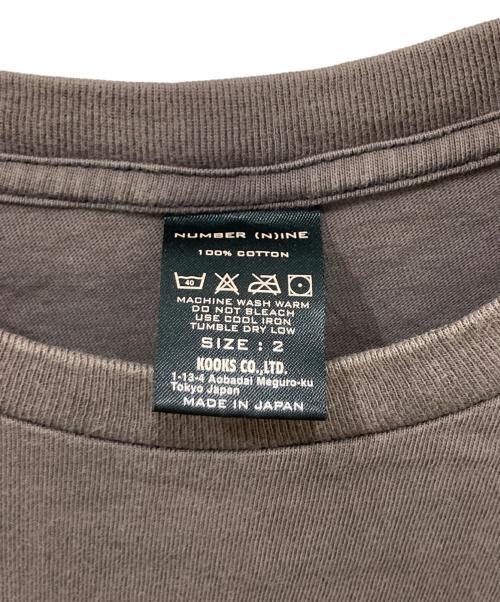 NUMBER (N)INE
100% COTTON
40
MACHINE WASH WARM
DO NOT BLEACH
USE COOL IRON
TUMBLE DRY LOW
SIZE : 2
KOOKS CO.,LTD.
1-13-4 Aobadai Meguro-ku
Tokyo Japan
MADE IN JAPAN